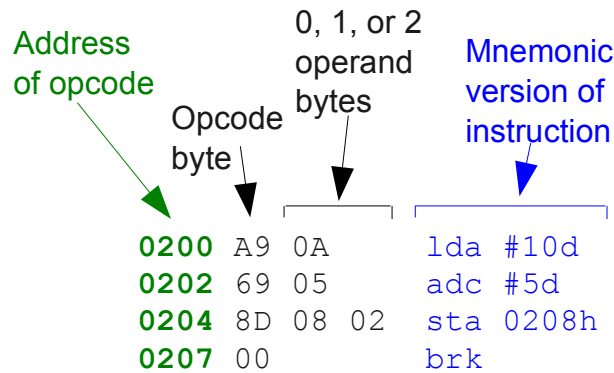 Address
of opcode
Opcode
byte
0, 1, or 2
operand
bytes
Mnemonic
version of
instruction
0200 A9 0A lda #10d
0202 69 05 adc #5d
0204 8D 08 02 sta 0208h
0207 00 brk